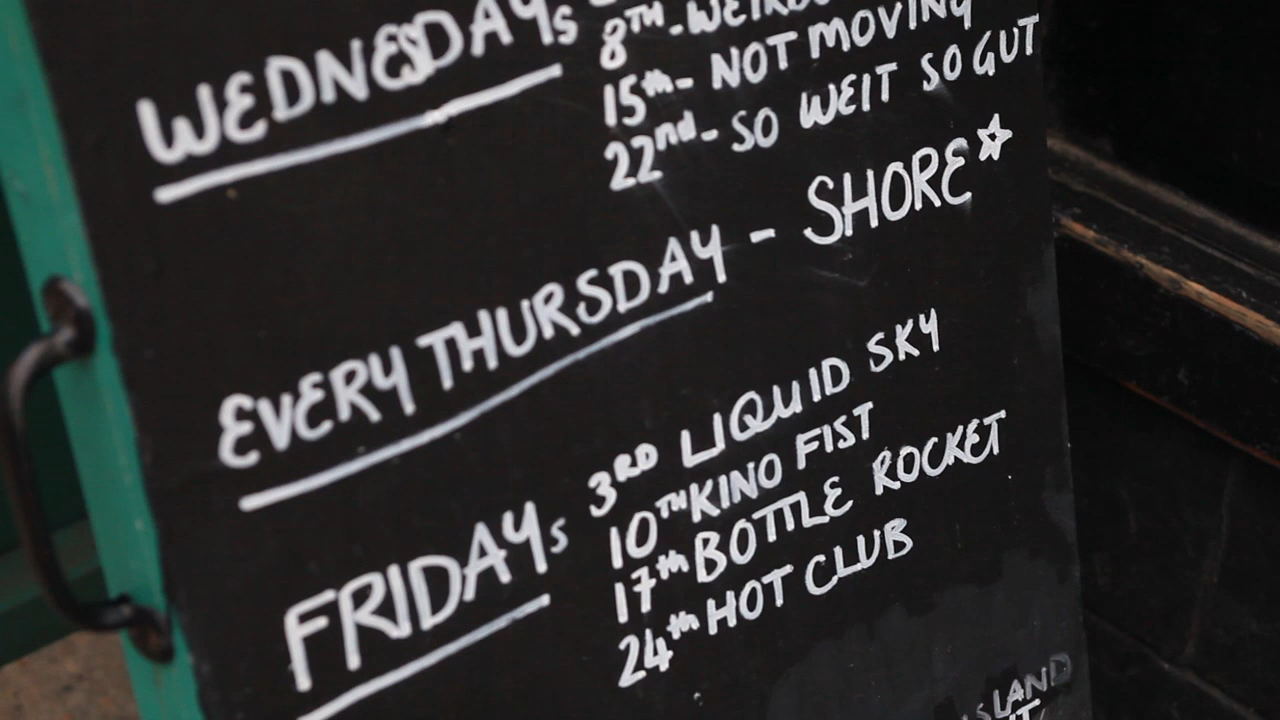 WEDNESDAYs
8TH -
15th - NOT MOVING
22nd - SO WEIT SO GUT
EVERY THURSDAY - SHORE☆
FRIDAYs
3RD LIQUID SKY
10TH KINO FIST
17th BOTTLE ROCKET
24th HOT CLUB